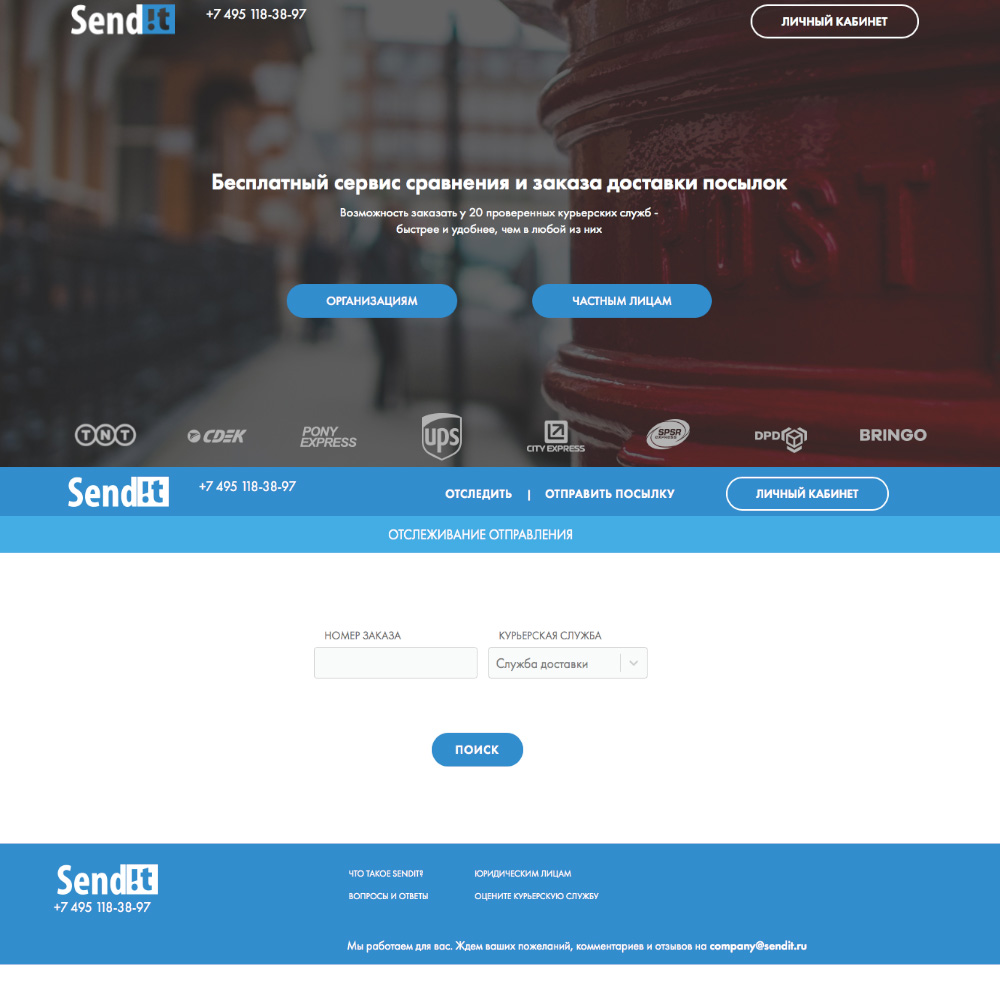 Send!t
+7 495 118-38-97
ЛИЧНЫЙ КАБИНЕТ
POST
Бесплатный сервис сравнения и заказа доставки посылок
Возможность заказать у 20 проверенных курьерских служб -
быстрее и удобнее, чем в любой из них
ОРГАНИЗАЦИЯМ
ЧАСТНЫМ ЛИЦАМ
TNT
CDEK
PONY
EXPRESS
ups
CITY EXPRESS
SPSR
EXPRESS
DPD
BRINGO
Send!t
+7 495 118-38-97
ОТСЛЕДИТЬ | ОТПРАВИТЬ ПОСЫЛКУ
ЛИЧНЫЙ КАБИНЕТ
ОТСЛЕЖИВАНИЕ ОТПРАВЛЕНИЯ
НОМЕР ЗАКАЗА
КУРЬЕРСКАЯ СЛУЖБА
Служба доставки
ПОИСК
Send!t
+7 495 118-38-97
ЧТО ТАКОЕ SENDIT?
ЮРИДИЧЕСКИМ ЛИЦАМ
ВОПРОСЫ И ОТВЕТЫ
ОЦЕНИТЕ КУРЬЕРСКУЮ СЛУЖБУ
Мы работаем для вас. Ждем ваших пожеланий, комментариев и отзывов на company@sendit.ru